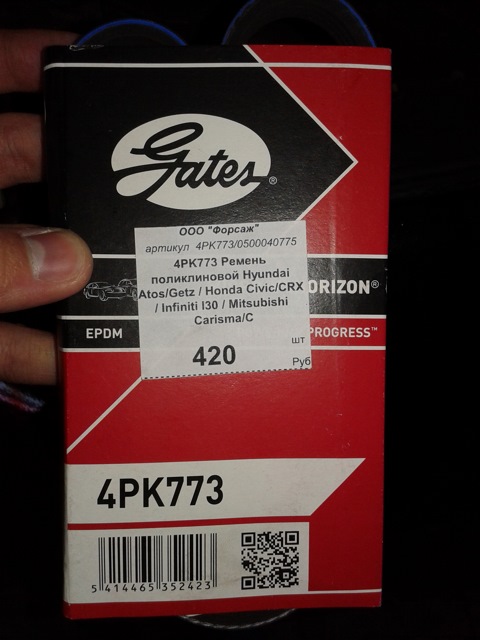 Gates®
ООО "Форсаж"
артикул 4PK773/0500040775
4PK773 Ремень
поликлиновой Hyundai
Atos/Getz / Honda Civic/CRX
/ Infiniti I30 / Mitsubishi
Carisma/C
шт
420 Руб
ORIZON®
EPDM PROGRESS™
4PK773
5 414465 352423